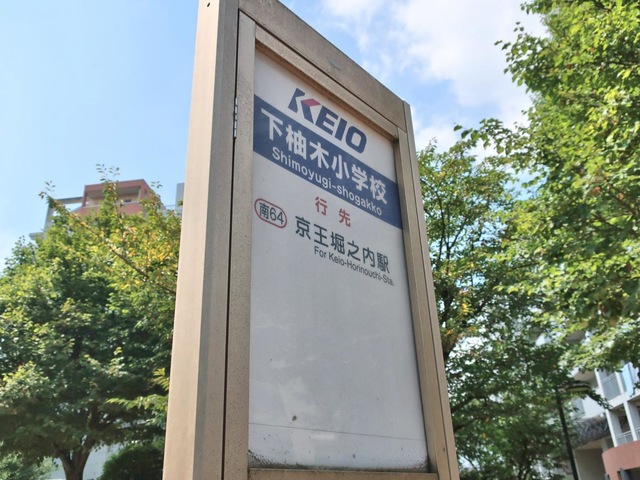 KEIO
下柚木小学校
Shimoyugi-shogakko
行先
南64 京王堀之内駅
For Keio-Horinouchi-Sta.